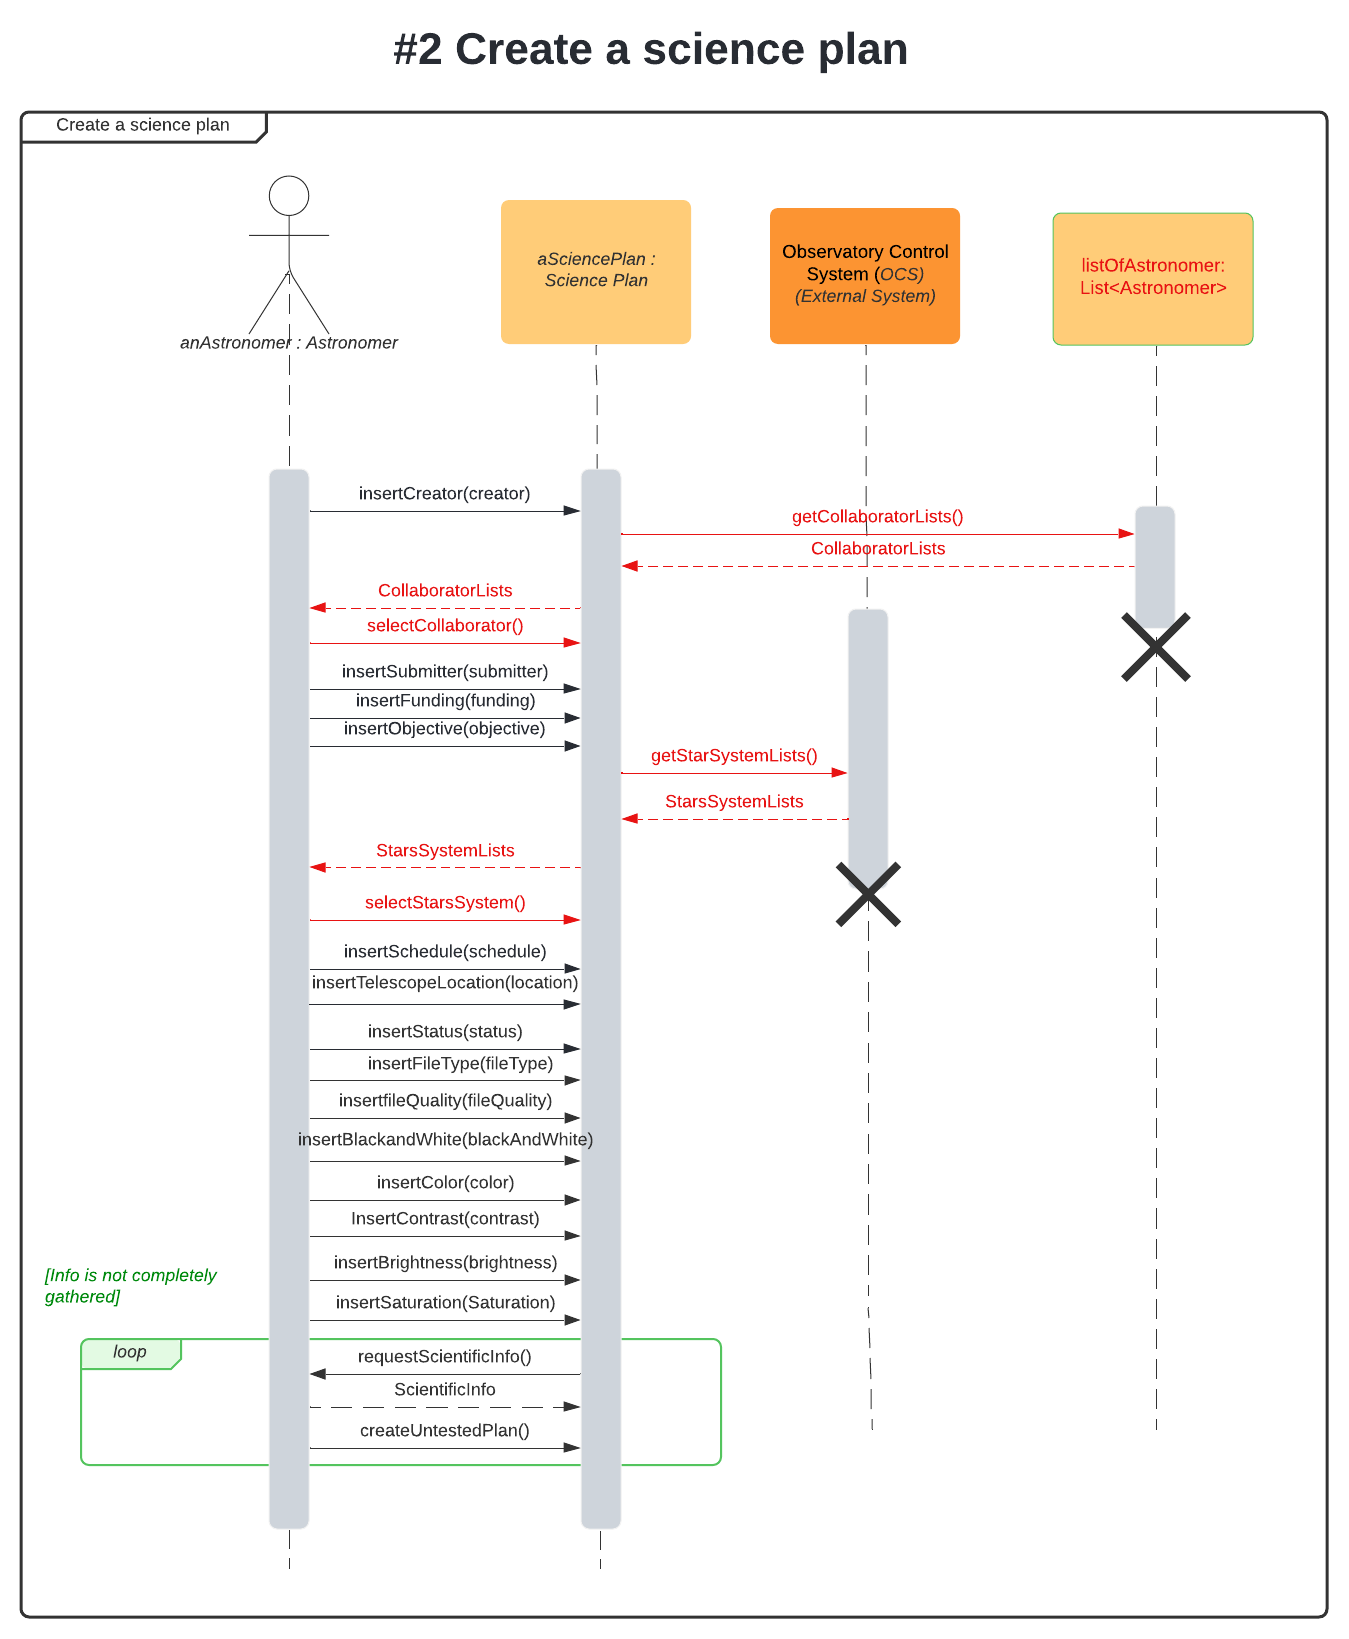 #2 Create a science plan
Create a science plan
anAstronomer : Astronomer
aSciencePlan :
Science Plan
Observatory Control
System (OCS)
(External System)
listOfAstronomer:
List<Astronomer>
insertCreator(creator)
getCollaboratorLists()
CollaboratorLists
CollaboratorLists
selectCollaborator()
insertSubmitter(submitter)
insertFunding(funding)
insertObjective(objective)
getStarSystemLists()
StarsSystemLists
StarsSystemLists
selectStarsSystem()
insertSchedule(schedule)
insertTelescopeLocation(location)
insertStatus(status)
insertFileType(fileType)
insertfileQuality(fileQuality)
insertBlackandWhite(blackAndWhite)
insertColor(color)
InsertContrast(contrast)
insertBrightness(brightness)
[Info is not completely
gathered]
insertSaturation(Saturation)
loop
requestScientificInfo()
ScientificInfo
createUntestedPlan()